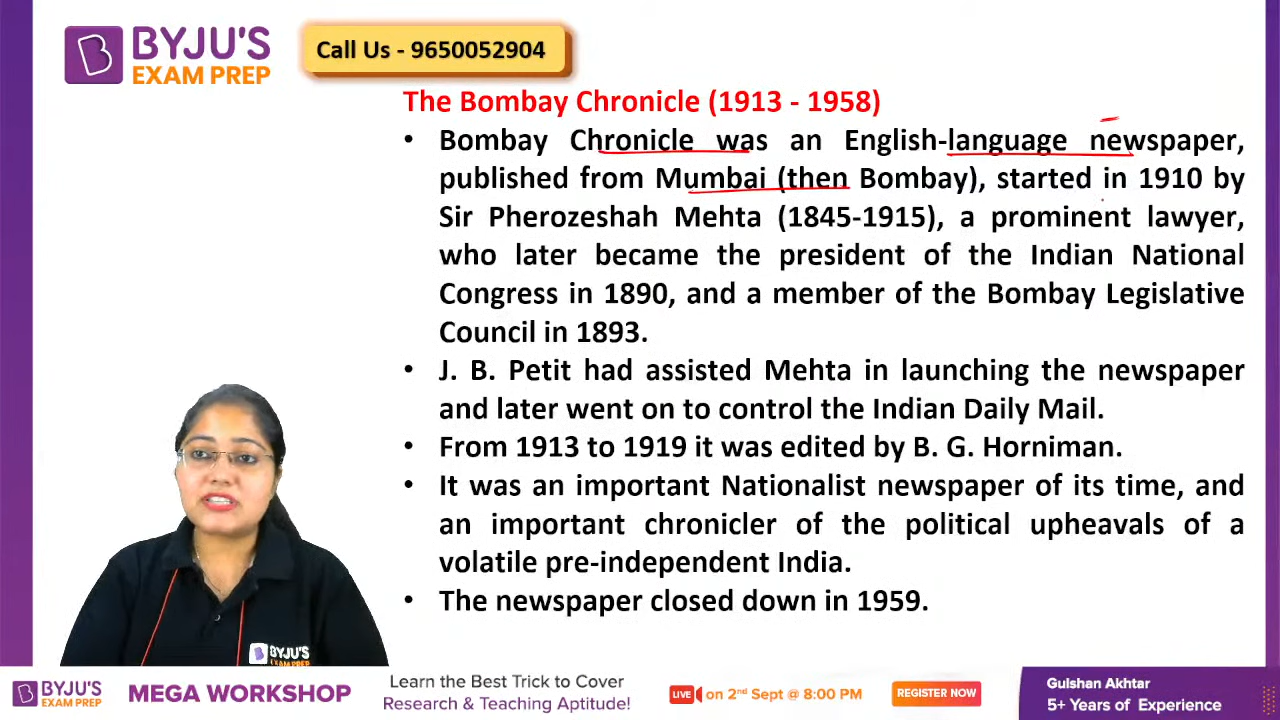 BYJU'S
EXAM PREP
Call Us - 9650052904
The Bombay Chronicle (1913 - 1958)
• Bombay Chronicle was an English-language newspaper,
published from Mumbai (then Bombay), started in 1910 by
Sir Pherozeshah Mehta (1845-1915), a prominent lawyer,
who later became the president of the Indian National
Congress in 1890, and a member of the Bombay Legislative
Council in 1893.
• J. B. Petit had assisted Mehta in launching the newspaper
and later went on to control the Indian Daily Mail.
• From 1913 to 1919 it was edited by B. G. Horniman.
• It was an important Nationalist newspaper of its time, and
an important chronicler of the political upheavals of a
volatile pre-independent India.
• The newspaper closed down in 1959.
BYJU'S
EXAM PREP
BYJU'S
EXAM PREP
MEGA WORKSHOP
Learn the Best Trick to Cover
Research & Teaching Aptitude!
LIVE on 2nd Sept @ 8:00 PM
REGISTER NOW
Gulshan Akhtar
5+ Years of Experience